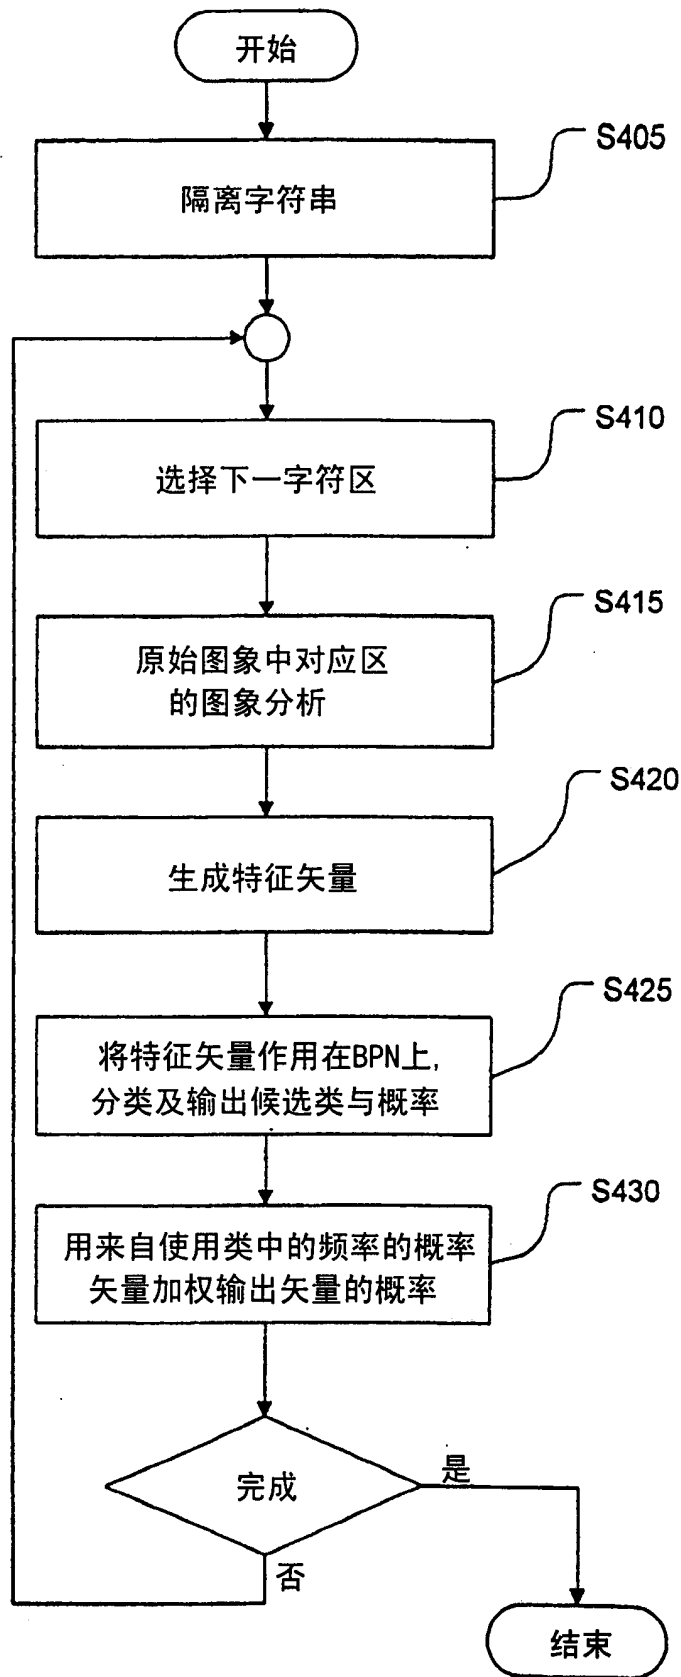 开始
S405
隔离字符串
S410
选择下一字符区
S415
原始图象中对应区
的图象分析
S420
生成特征矢量
S425
将特征矢量作用在BPN上,
分类及输出候选类与概率
S430
用来自使用类中的频率的概率
矢量加权输出矢量的概率
完成
是
否
结束